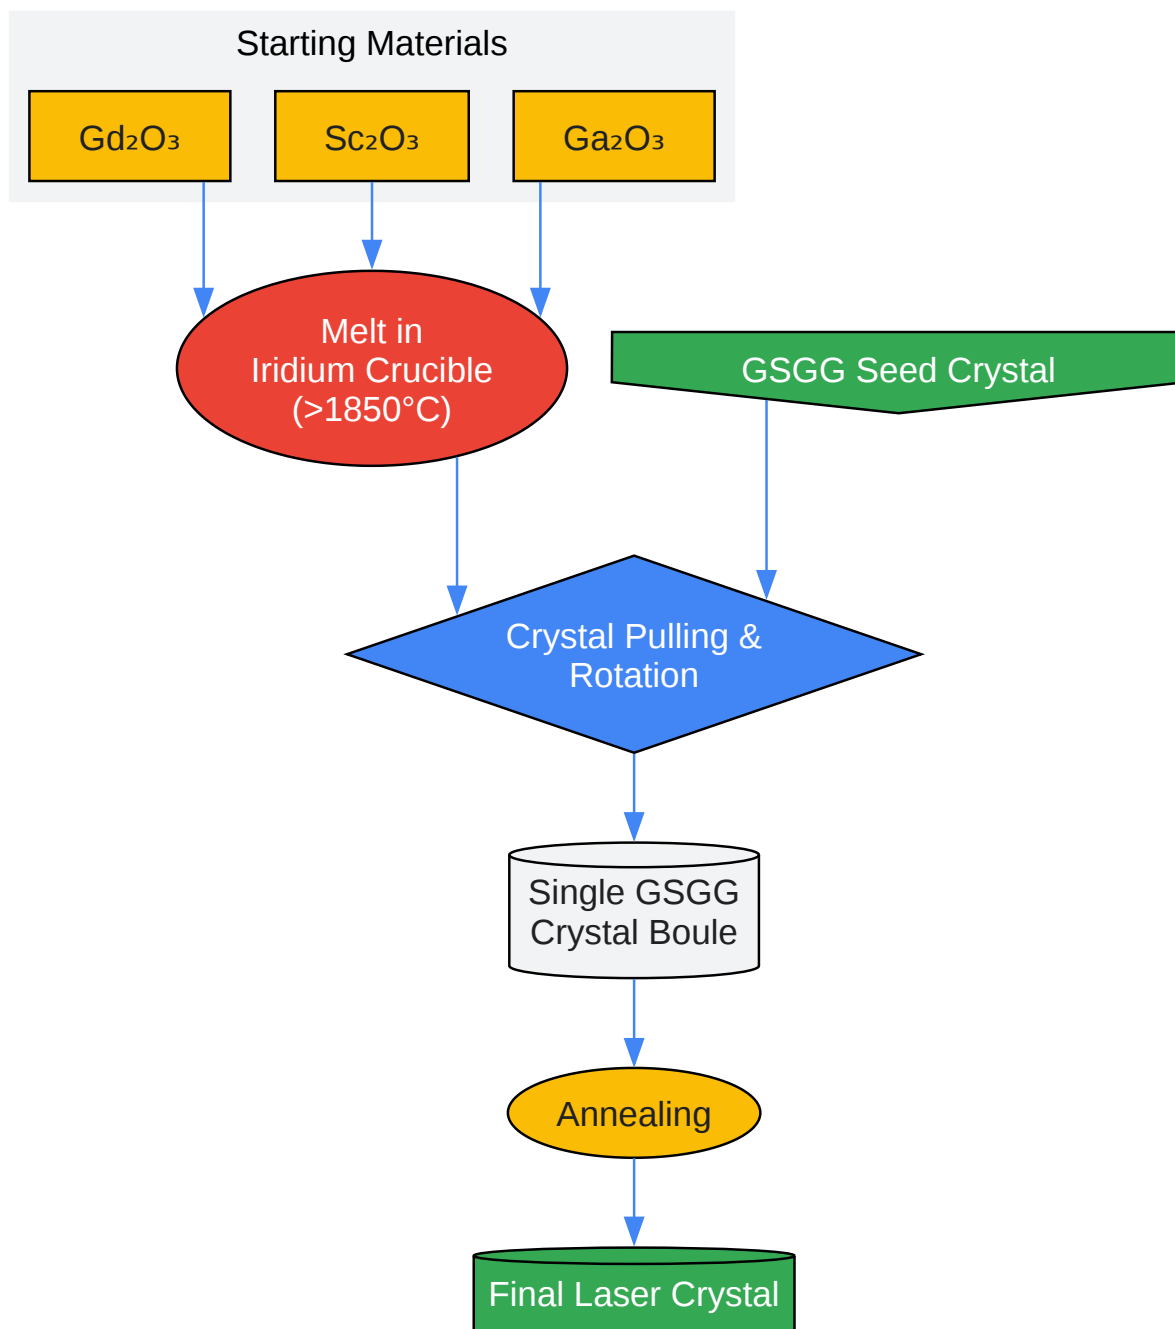 Starting Materials
Gd₂O₃
Sc₂O₃
Ga₂O₃
Melt in
Iridium Crucible
(>1850°C)
GSGG Seed Crystal
Crystal Pulling &
Rotation
Single GSGG
Crystal Boule
Annealing
Final Laser Crystal